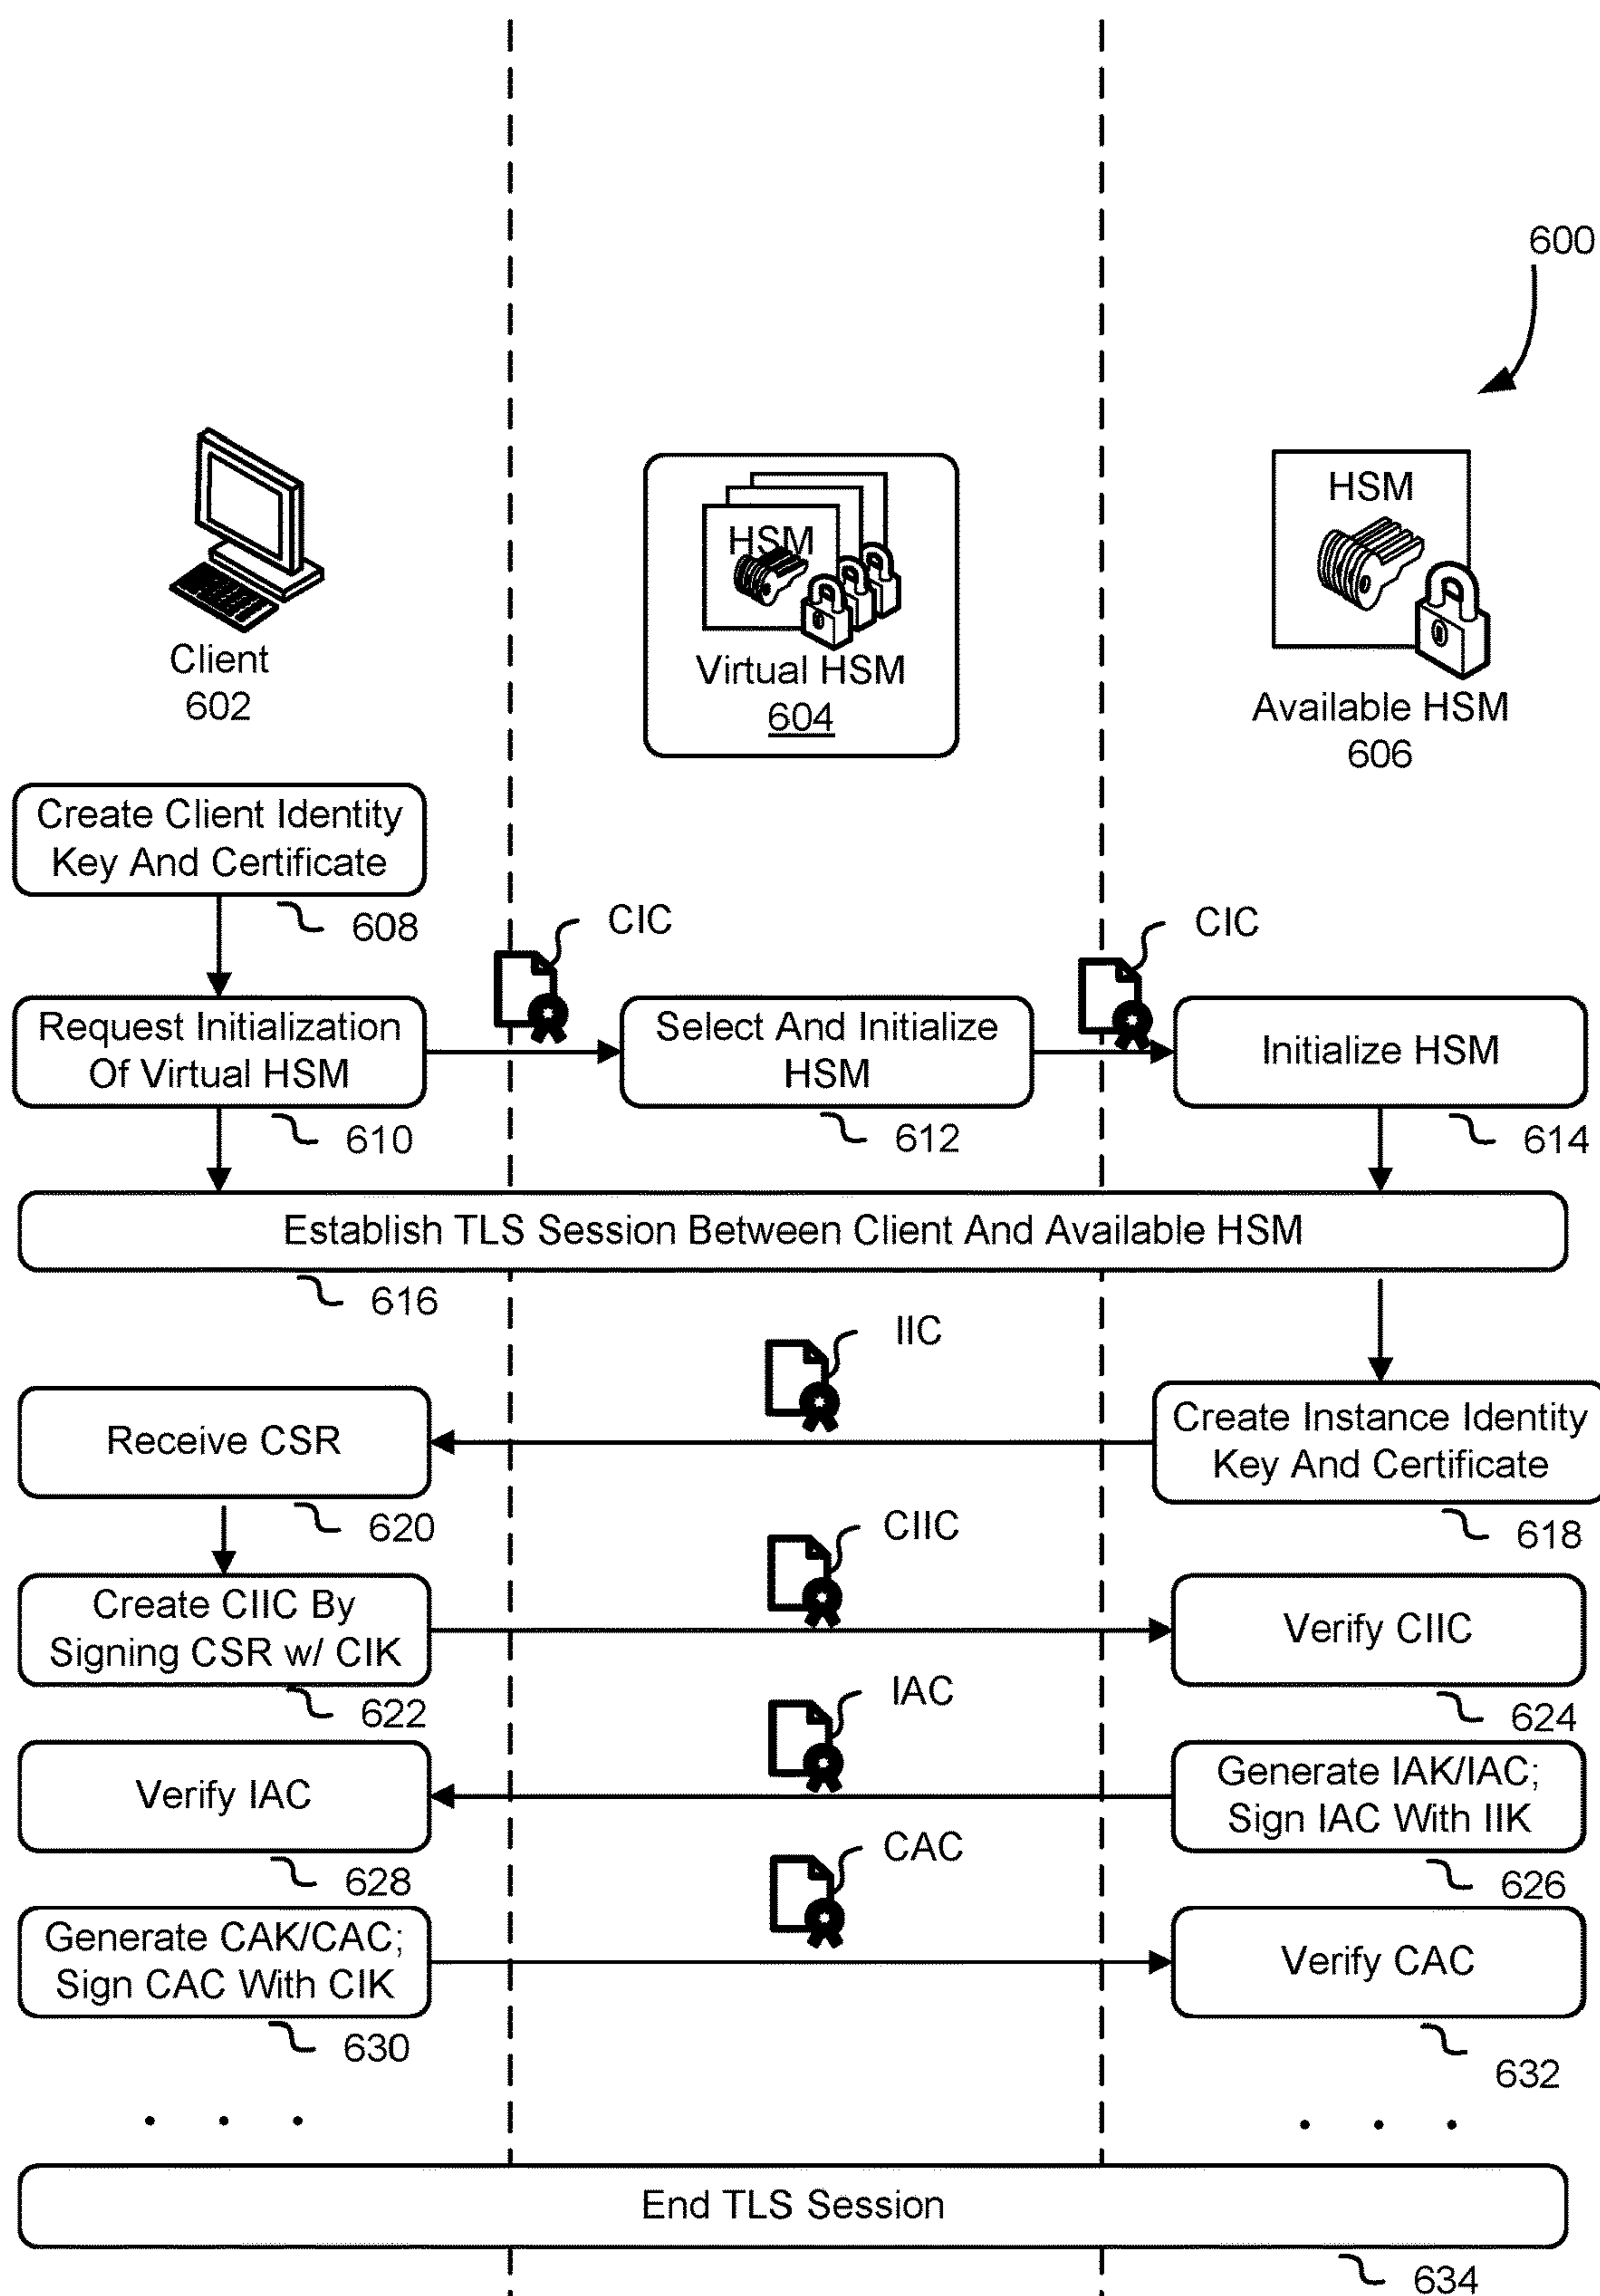 600
HSM
HSM
Client
602
Virtual HSM
604
Available HSM
606
Create Client Identity
Key And Certificate
608
CIC
CIC
Request Initialization
Of Virtual HSM
610
Select And Initialize
HSM
612
Initialize HSM
614
Establish TLS Session Between Client And Available HSM
616
IIC
Receive CSR
620
Create Instance Identity
Key And Certificate
618
CIIC
Create CIIC By
Signing CSR w/ CIK
622
Verify CIIC
624
IAC
Verify IAC
628
Generate IAK/IAC;
Sign IAC With IIK
626
CAC
Generate CAK/CAC;
Sign CAC With CIK
630
Verify CAC
632
. . .
. . .
End TLS Session
634